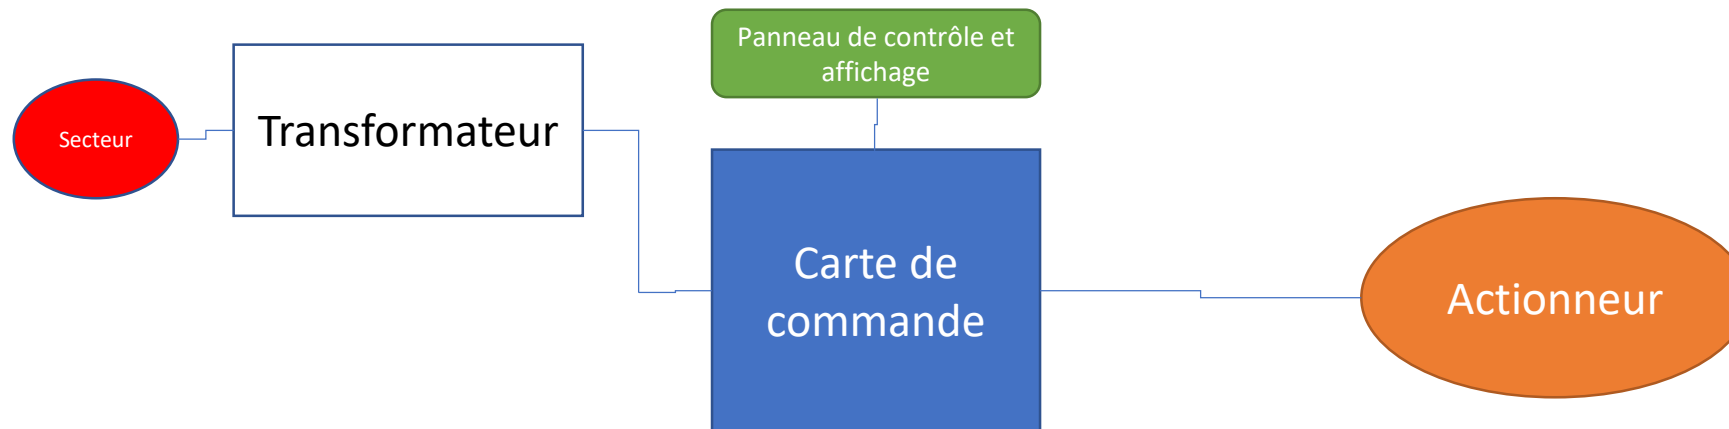 Panneau de contrôle et
affichage
Secteur
Transformateur
Carte de
commande
Actionneur